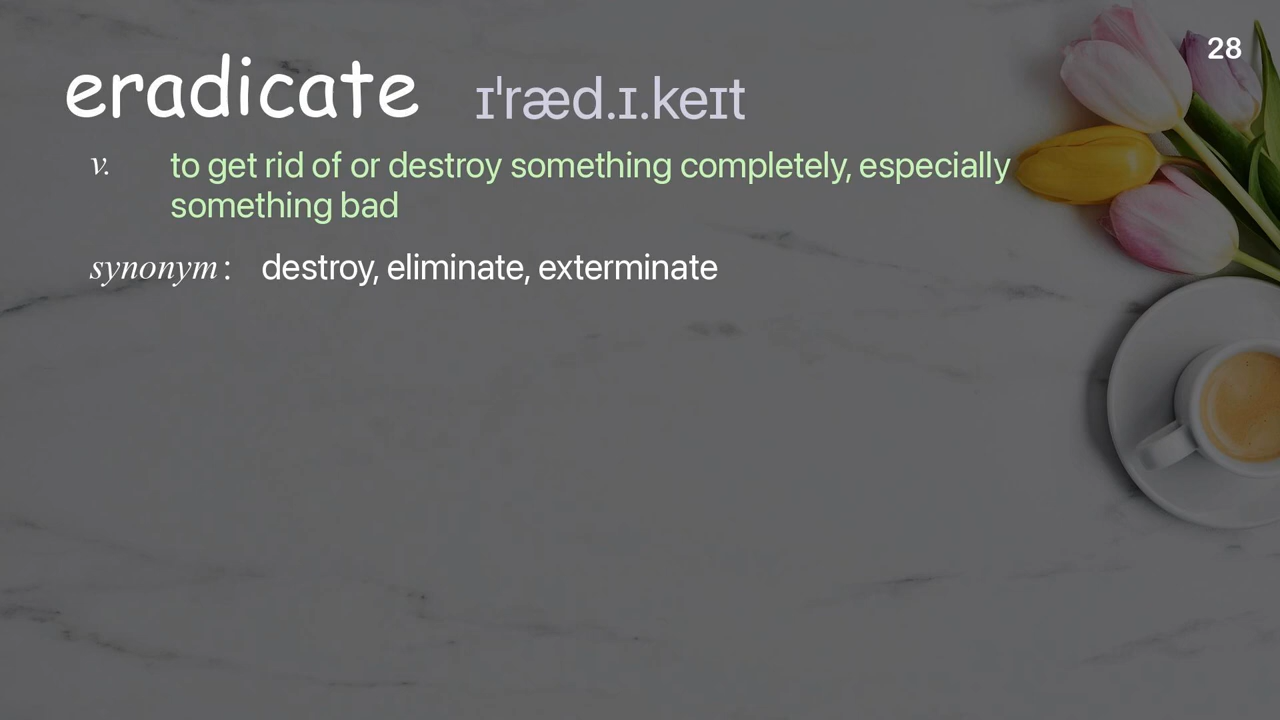 28
eradicate ɪˈræd.ɪ.keɪt
v. to get rid of or destroy something completely, especially
something bad
synonym: destroy, eliminate, exterminate